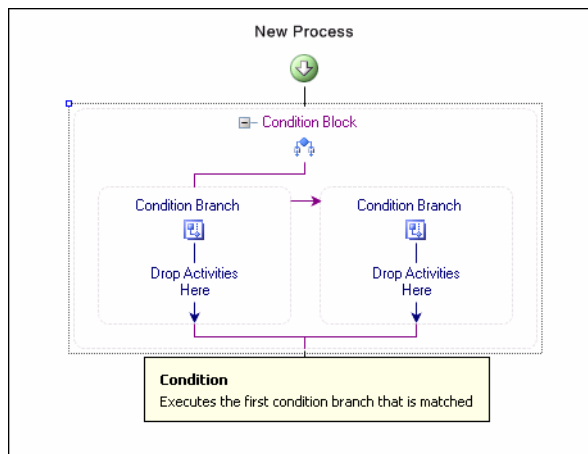 New Process
Condition Block
Condition Branch
Drop Activities
Here
Condition Branch
Drop Activities
Here
Condition
Executes the first condition branch that is matched